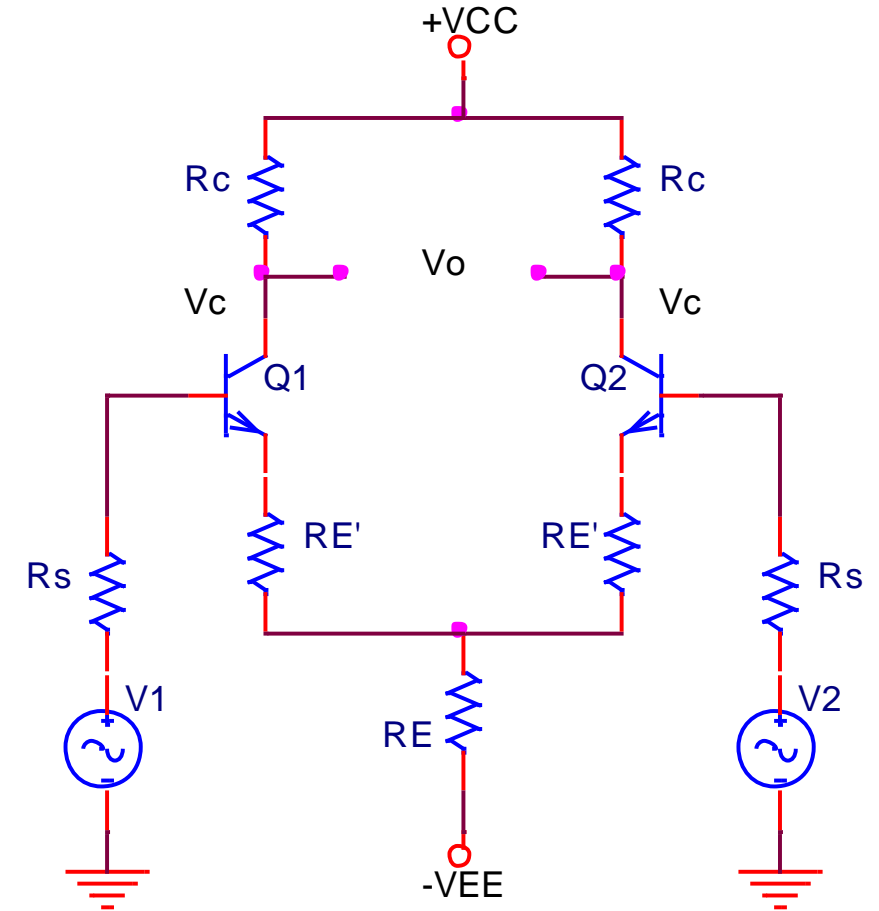 +VCC
Rc Rc
Vo
Vc Vc
Q1 Q2
RE' RE'
Rs Rs
V1 V2
RE
-VEE